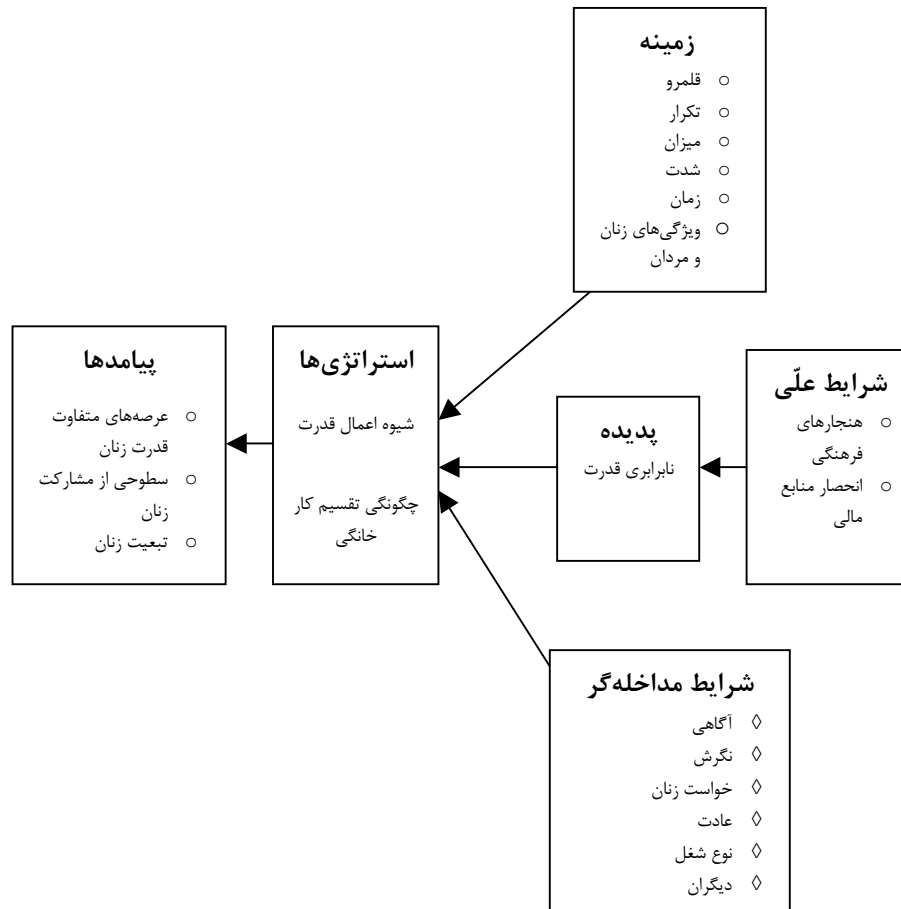 زمینه
○ قلمرو
○ تکرار
○ میزان
○ شدت
○ زمان
○ ویژگی‌های زنان
و مردان
شرایط علّی
○ هنجارهای
فرهنگی
○ انحصار منابع
مالی
پدیده
نابرابری قدرت
استراتژی‌ها
شیوه اعمال قدرت
چگونگی تقسیم کار
خانگی
پیامدها
○ عرصه‌های متفاوت
قدرت زنان
○ سطوحی از مشارکت
زنان
○ تبعیت زنان
شرایط مداخله‌گر
◊ آگاهی
◊ نگرش
◊ خواست زنان
◊ عادت
◊ نوع شغل
◊ دیگران